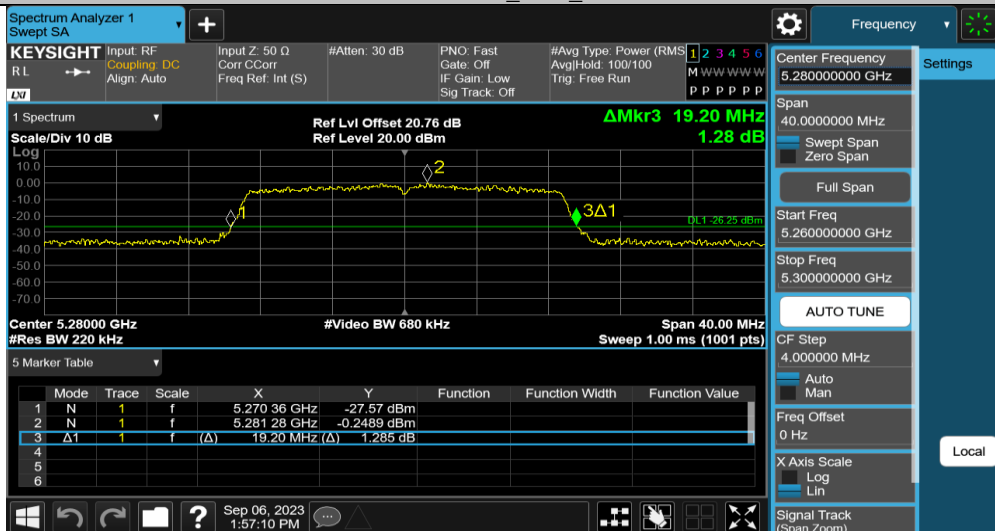 Spectrum Analyzer 1
Swept SA
Frequency
KEYSIGHT
R L
LXI
Input: RF
Coupling: DC
Align: Auto
Input Z: 50 Ω
Corr CCorr
Freq Ref: Int (S)
#Atten: 30 dB
PNO: Fast
Gate: Off
IF Gain: Low
Sig Track: Off
#Avg Type: Power (RMS
Avg|Hold: 100/100
Trig: Free Run
1 2 3 4 5 6
M W W W W W
P P P P P P
Center Frequency
5.280000000 GHz
Settings
Span
40.0000000 MHz
Swept Span
Zero Span
Full Span
Start Freq
5.260000000 GHz
Stop Freq
5.300000000 GHz
AUTO TUNE
CF Step
4.000000 MHz
Auto
Man
Freq Offset
0 Hz
X Axis Scale
Log
Lin
Signal Track
(Span Zoom)
Local
1 Spectrum
Scale/Div 10 dB
Ref Lvl Offset 20.76 dB
Ref Level 20.00 dBm
ΔMkr3 19.20 MHz
1.28 dB
Log
10.0
0.00
-10.0
-20.0
-30.0
-40.0
-50.0
-60.0
-70.0
1
2
3Δ1
DL1 -26.25 dBm
Center 5.28000 GHz
#Video BW 680 kHz
Span 40.00 MHz
#Res BW 220 kHz
Sweep 1.00 ms (1001 pts)
5 Marker Table
Mode Trace Scale X Y Function Function Width Function Value
1 N 1 f 5.270 36 GHz -27.57 dBm
2 N 1 f 5.281 28 GHz -0.2489 dBm
3 Δ1 1 f (Δ) 19.20 MHz (Δ) 1.285 dB
4
5
6
?
Sep 06, 2023
1:57:10 PM